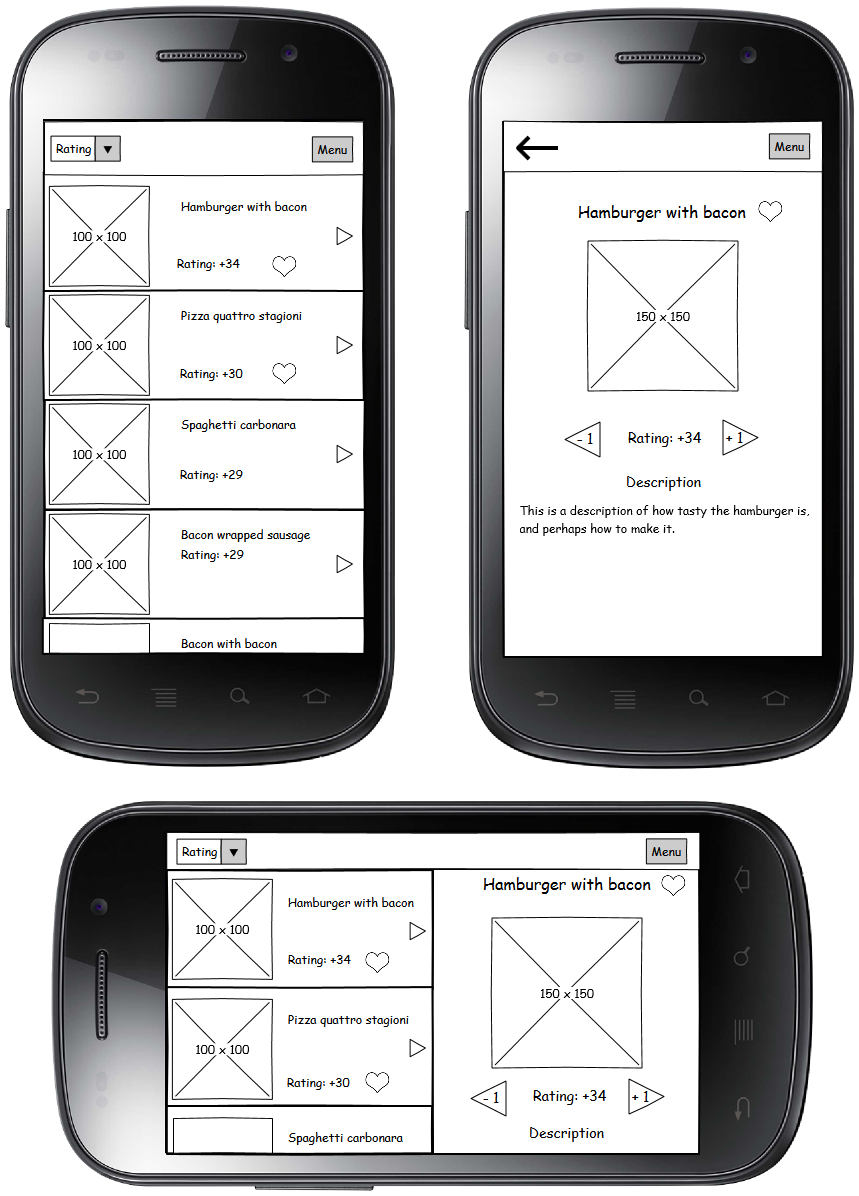 Rating ▼
Menu
100 x 100
Hamburger with bacon
Rating: +34
100 x 100
Pizza quattro stagioni
Rating: +30
100 x 100
Spaghetti carbonara
Rating: +29
100 x 100
Bacon wrapped sausage
Rating: +29
Bacon with bacon
Menu
Hamburger with bacon
150 x 150
- 1
Rating: +34
+ 1
Description
This is a description of how tasty the hamburger is,
and perhaps how to make it.
Rating ▼
Menu
100 x 100
Hamburger with bacon
Rating: +34
100 x 100
Pizza quattro stagioni
Rating: +30
Spaghetti carbonara
Hamburger with bacon
150 x 150
- 1
Rating: +34
+ 1
Description